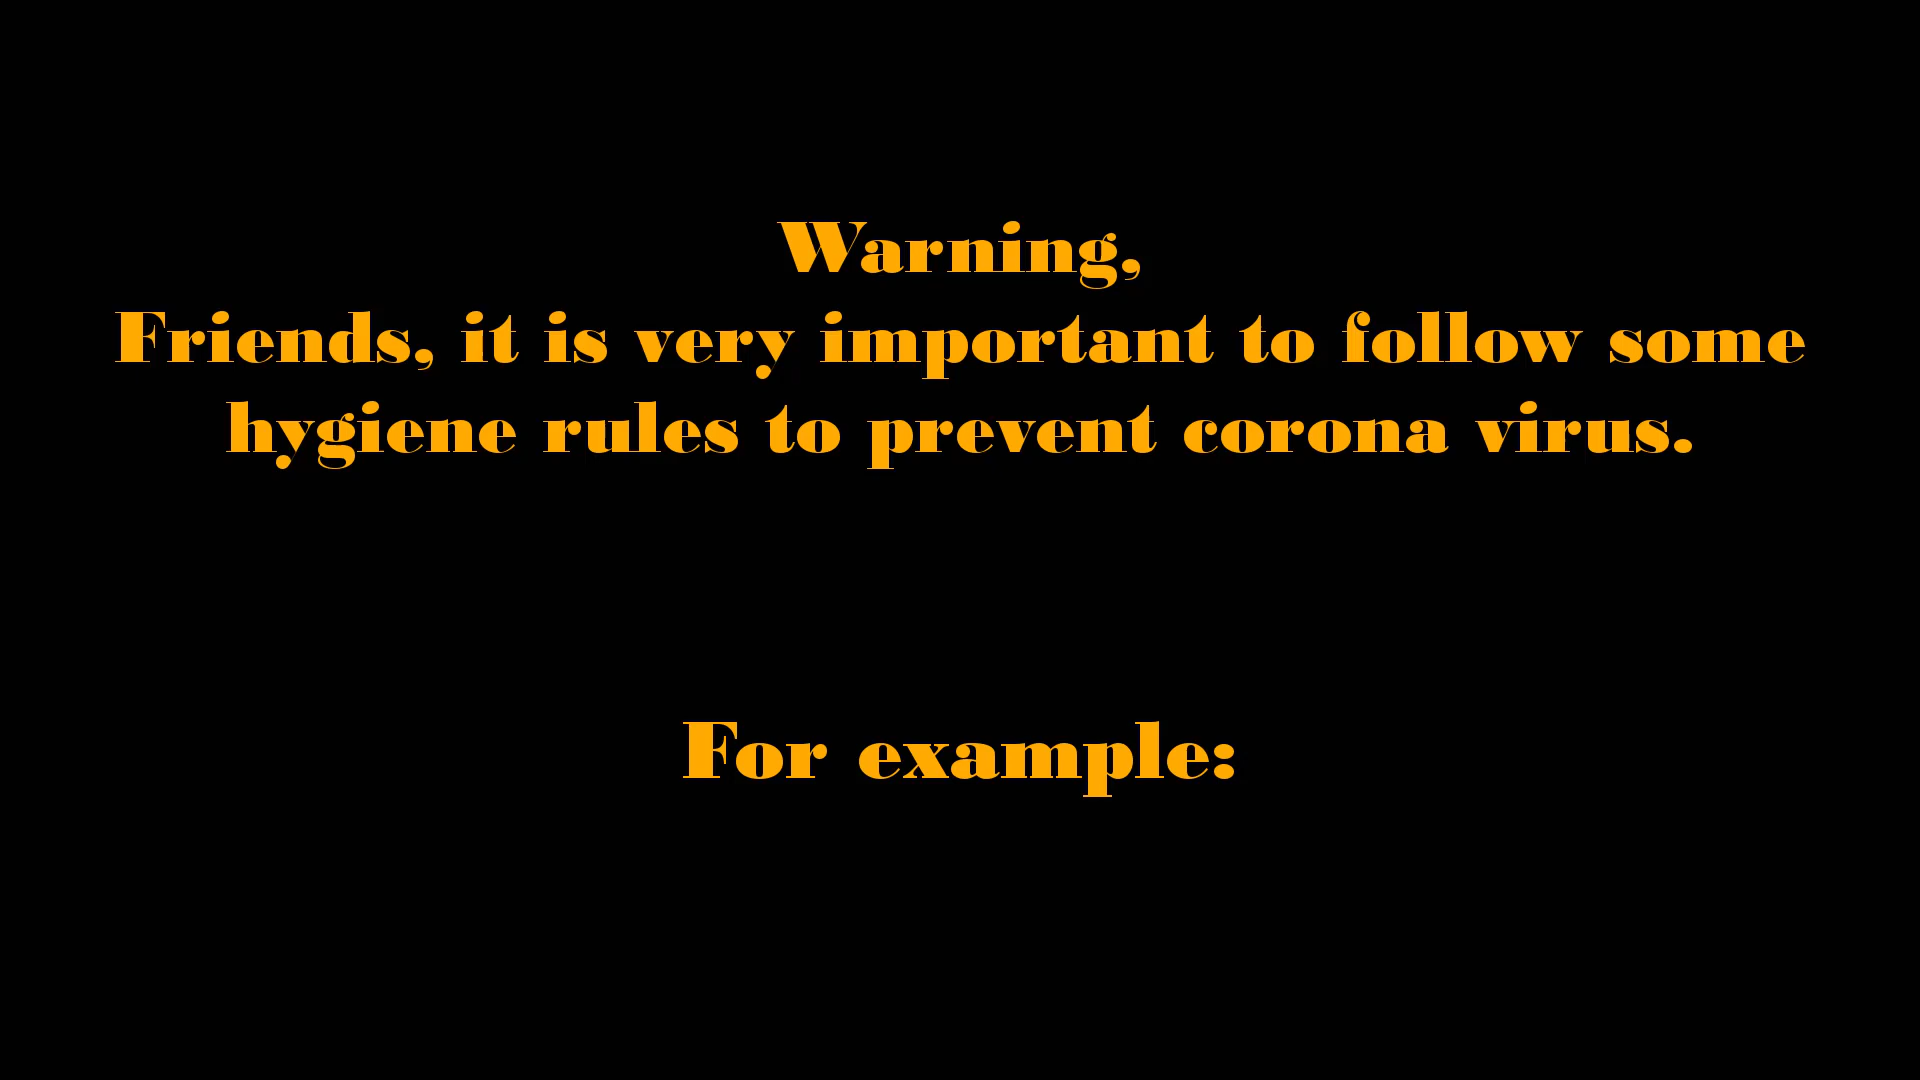 Warning,
Friends, it is very important to follow some
hygiene rules to prevent corona virus.
For example: